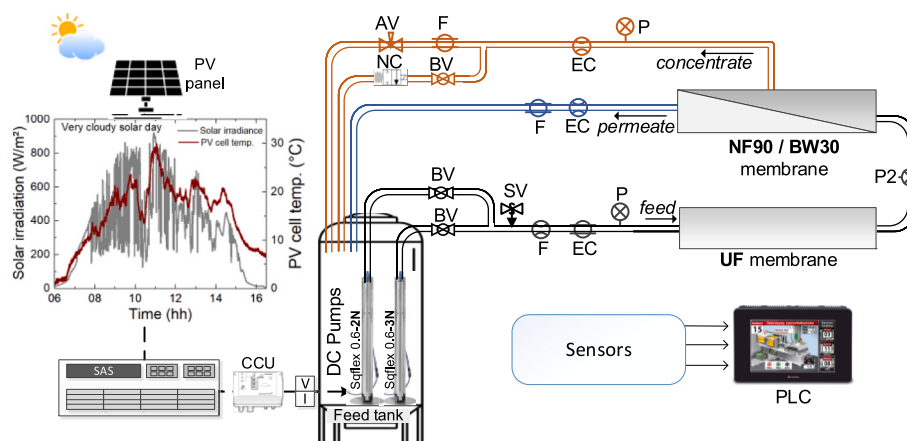 PV
panel
Very cloudy solar day
Solar irradiance
PV cell temp.
Solar irradiation (W/m²)
1000
800
600
400
200
0
30
20
10
0
PV cell temp. (°C)
06
08
10
12
14
16
Time (hh)
SAS
CCU
V
I
AV
F
P
NC
BV
EC
concentrate
F
EC
permeate
NF90 / BW30
membrane
P2
BV
SV
P
feed
BV
F
EC
UF membrane
DC Pumps
Sqflex 0.6-2N
Sqflex 0.6-3N
Feed tank
Sensors
15
PLC